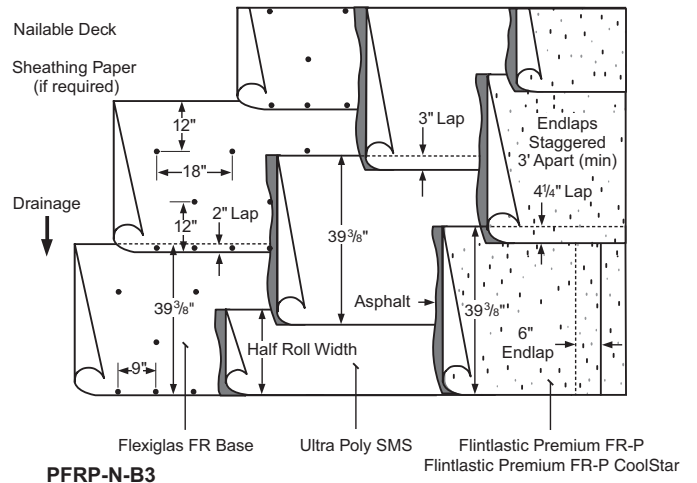 Nailable Deck
Sheathing Paper
(if required)
12"
18"
3" Lap
Endlaps
Staggered
3' Apart (min)
4¼" Lap
Drainage
12"
2" Lap
39³⁄₈"
39³⁄₈"
Asphalt
39³⁄₈"
6"
Endlap
Half Roll Width
9"
Flexiglas FR Base
Ultra Poly SMS
Flintlastic Premium FR-P
Flintlastic Premium FR-P CoolStar
PFRP-N-B3